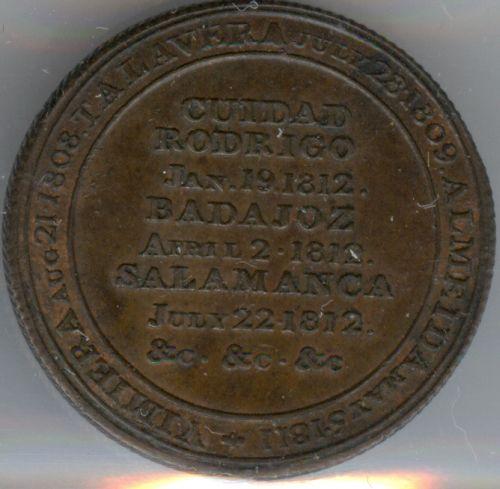 VIMIERA AUG. 21 1808. TALAVERA JULY 28 1809. ALMEIDA MAY 5 1811
CUIDAD
RODRIGO
JAN. 19 1812.
BADAJOZ
APRIL 2 · 1812.
SALAMANCA
JULY 22 · 1812.
&C · &C · &C